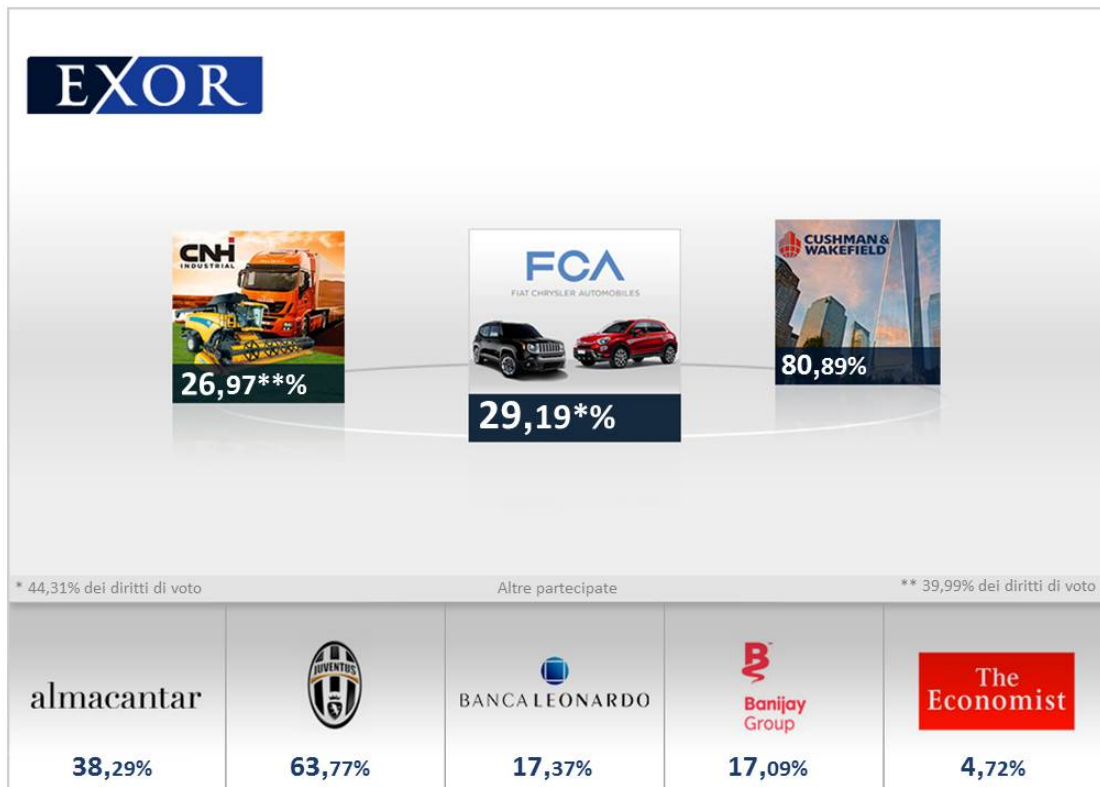 EXOR
CNH
INDUSTRIAL
26,97**%
FCA
FIAT CHRYSLER AUTOMOBILES
29,19*%
CUSHMAN &
WAKEFIELD
80,89%
* 44,31% dei diritti di voto
Altre partecipate
** 39,99% dei diritti di voto
almacantar
38,29%
JUVENTUS
63,77%
BANCA LEONARDO
17,37%
B
Banijay
Group
17,09%
The
Economist
4,72%